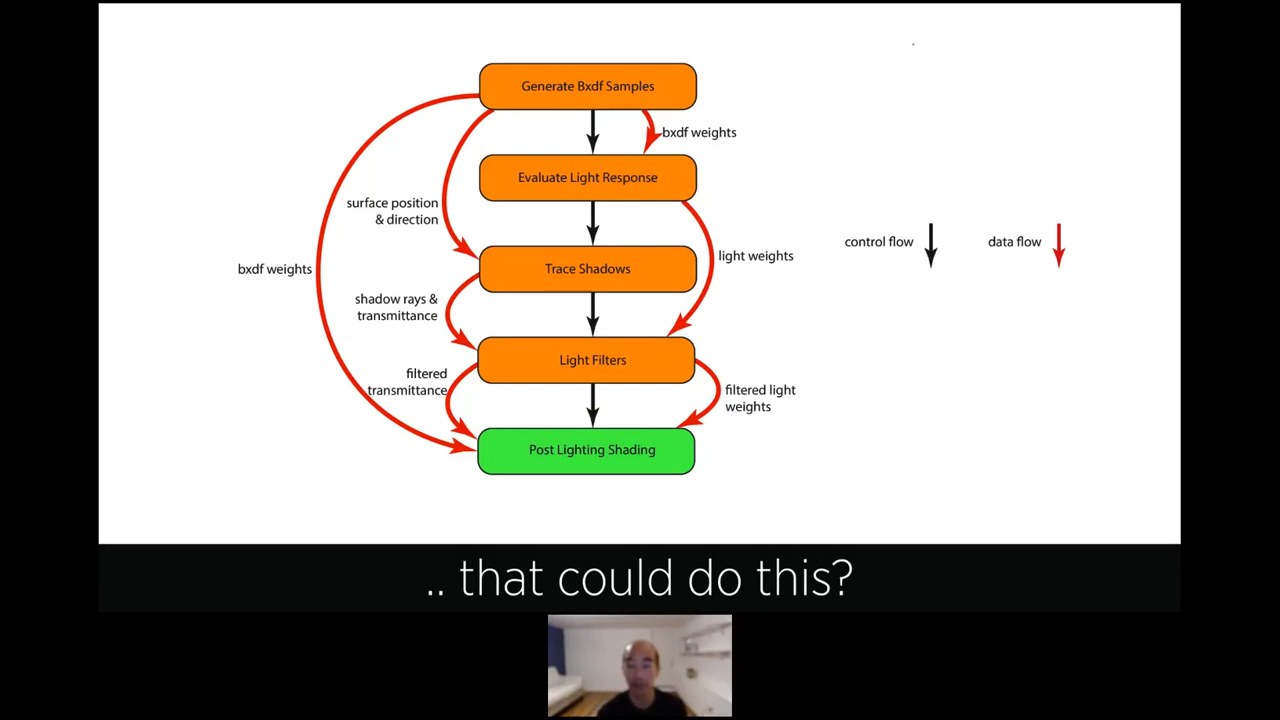 Generate Bxdf Samples
bxdf weights
Evaluate Light Response
surface position
& direction
control flow
data flow
light weights
bxdf weights
Trace Shadows
shadow rays &
transmittance
Light Filters
filtered
transmittance
filtered light
weights
Post Lighting Shading
.. that could do this?